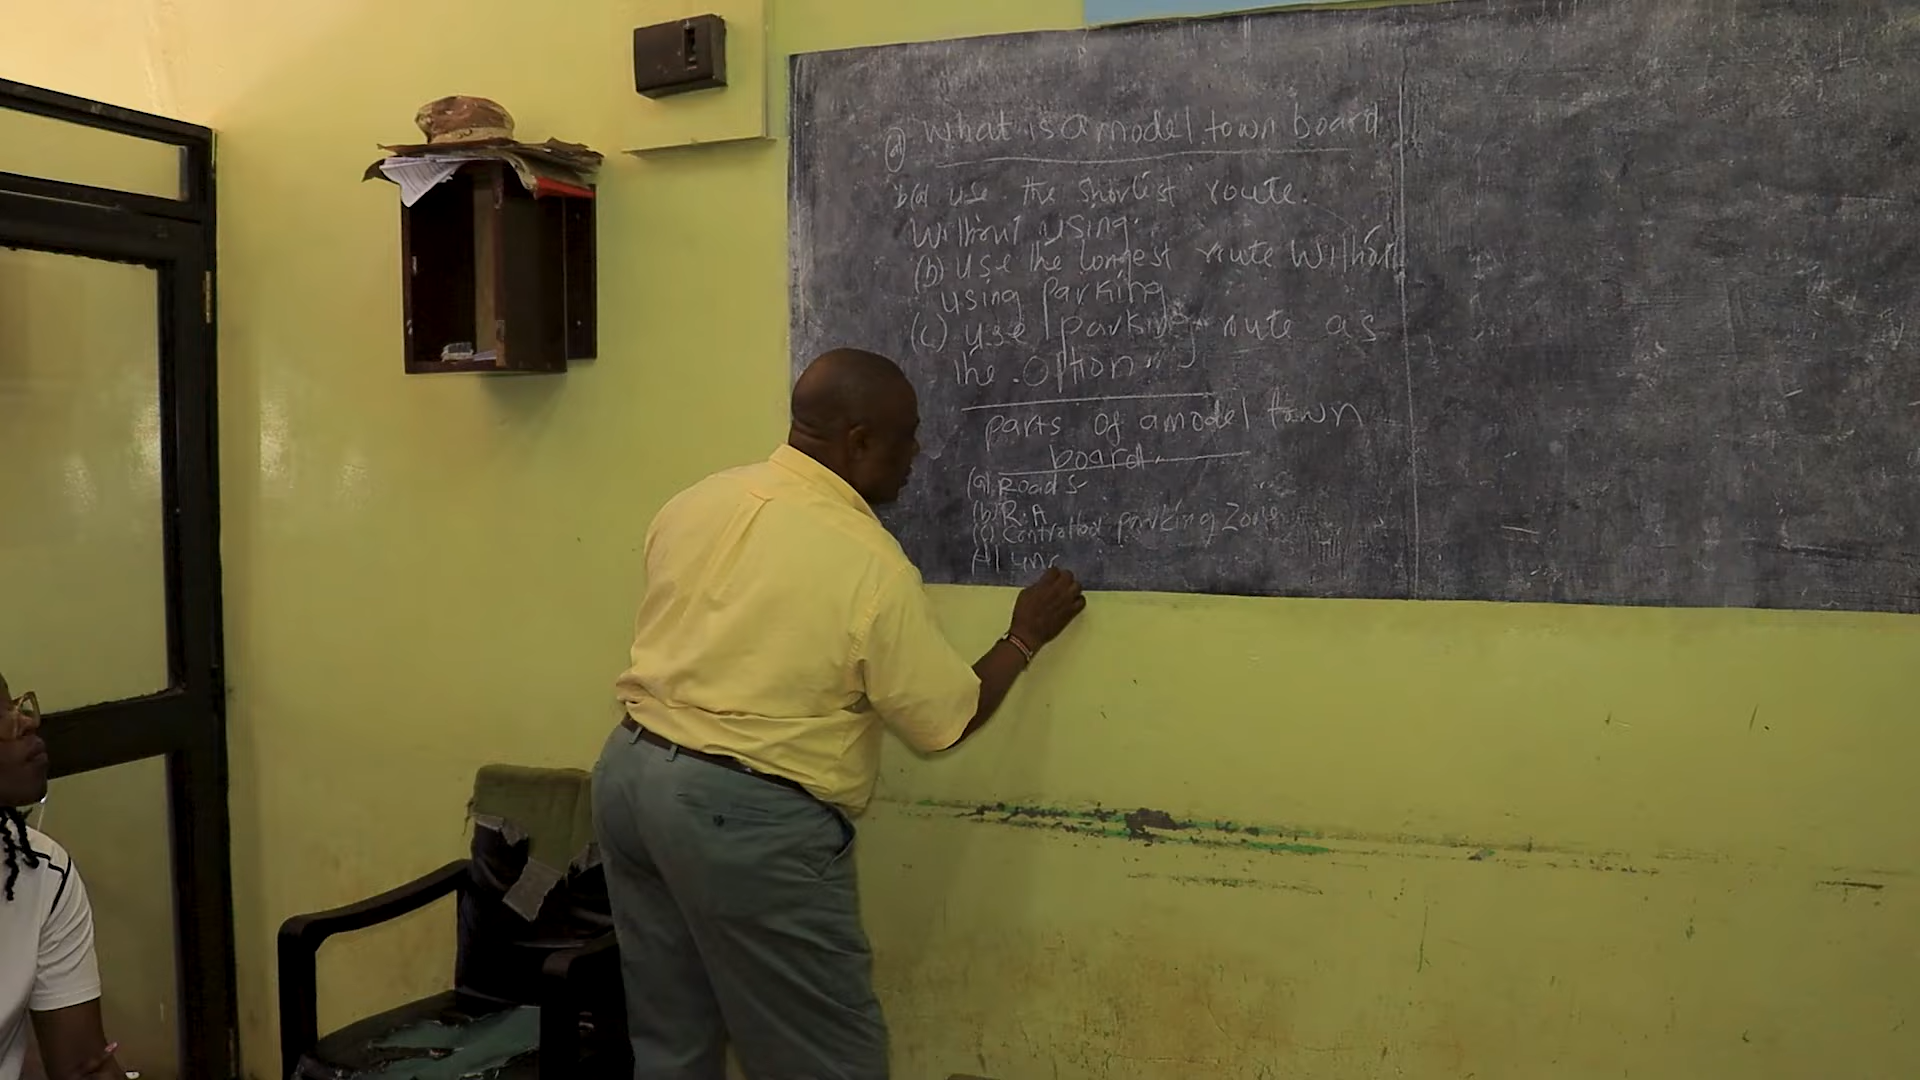 (a) What is a model town board
use the shortest route.
Without using.
(b) Use the longest route without
using parking
(c) use parking route as
the option
parts of a model town
board
(a) Roads
(b) R.A
(c) Controlled parking Zone